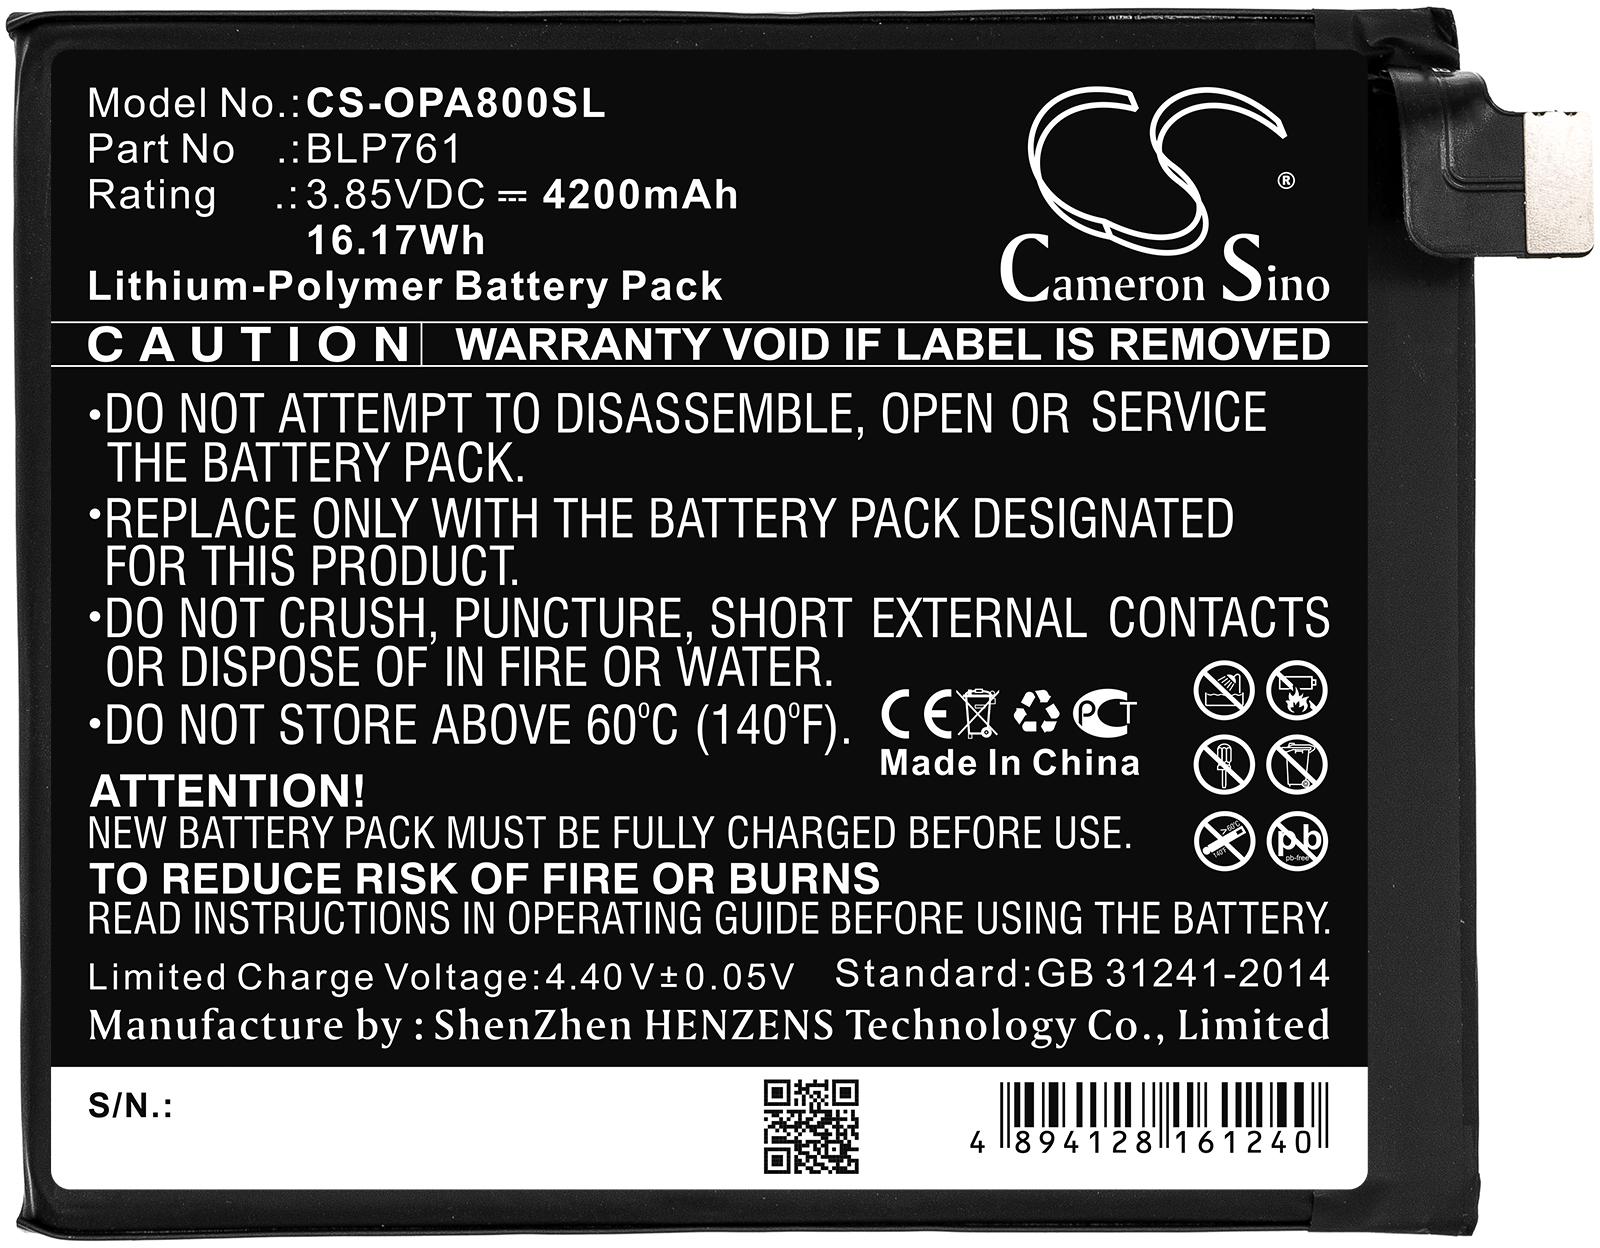 Model No.:CS-OPA800SL
Part No .:BLP761
Rating .:3.85VDC ⎓ 4200mAh
16.17Wh
Lithium-Polymer Battery Pack
CS®
Cameron Sino
CAUTION WARRANTY VOID IF LABEL IS REMOVED
•DO NOT ATTEMPT TO DISASSEMBLE, OPEN OR SERVICE
THE BATTERY PACK.
•REPLACE ONLY WITH THE BATTERY PACK DESIGNATED
FOR THIS PRODUCT.
•DO NOT CRUSH, PUNCTURE, SHORT EXTERNAL CONTACTS
OR DISPOSE OF IN FIRE OR WATER.
•DO NOT STORE ABOVE 60⁰C (140⁰F).
CE PCT
Made In China
>60°C
140°F
pb
pb-free
ATTENTION!
NEW BATTERY PACK MUST BE FULLY CHARGED BEFORE USE.
TO REDUCE RISK OF FIRE OR BURNS
READ INSTRUCTIONS IN OPERATING GUIDE BEFORE USING THE BATTERY.
Limited Charge Voltage:4.40V±0.05V Standard:GB 31241-2014
Manufacture by : ShenZhen HENZENS Technology Co., Limited
S/N.:
4 894128 161240